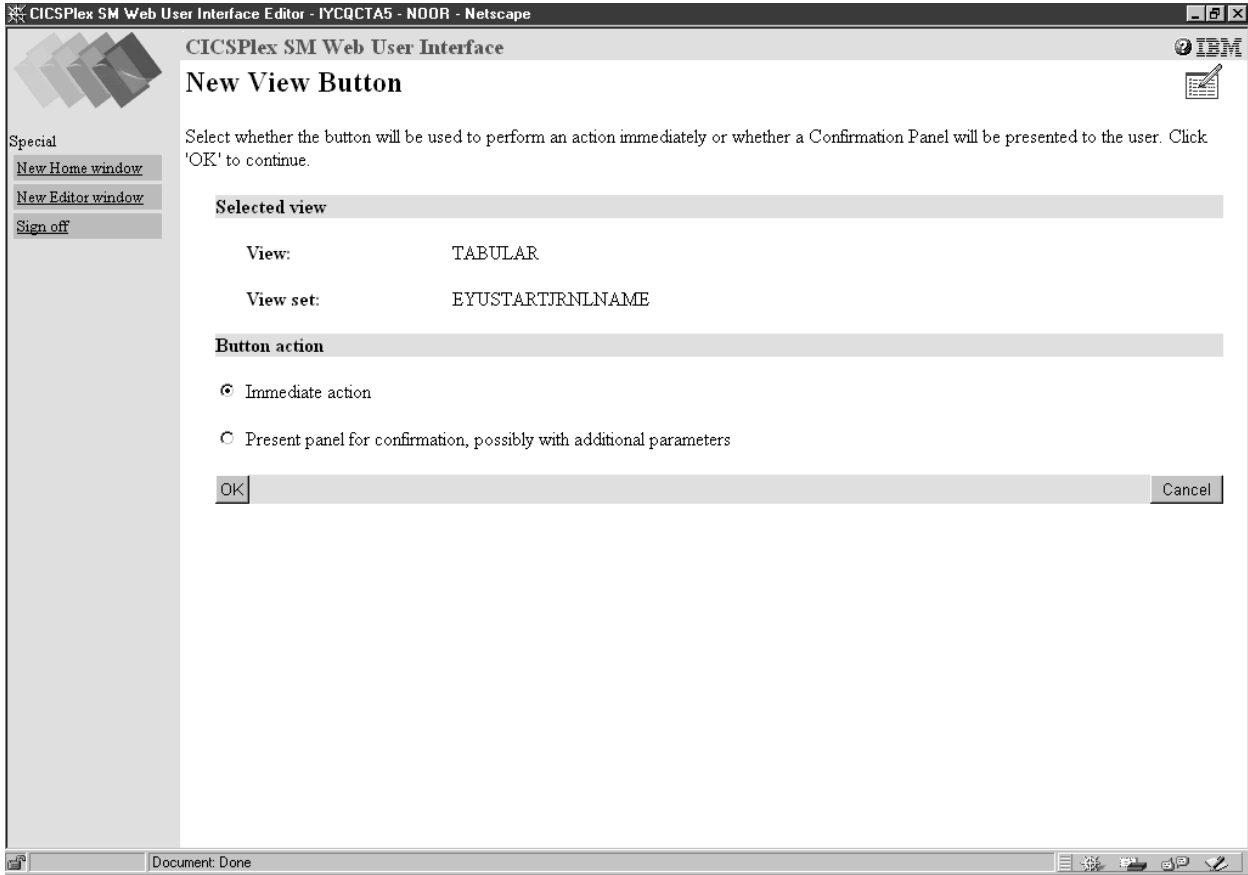 CICSPlex SM Web User Interface Editor - IYCQCTA5 - NOOR - Netscape
CICSPlex SM Web User Interface
IBM
New View Button
Special
New Home window
New Editor window
Sign off
Select whether the button will be used to perform an action immediately or whether a Confirmation Panel will be presented to the user. Click
'OK' to continue.
Selected view
View: TABULAR
View set: EYUSTARTJRNLNAME
Button action
Immediate action
Present panel for confirmation, possibly with additional parameters
OK Cancel
Document: Done